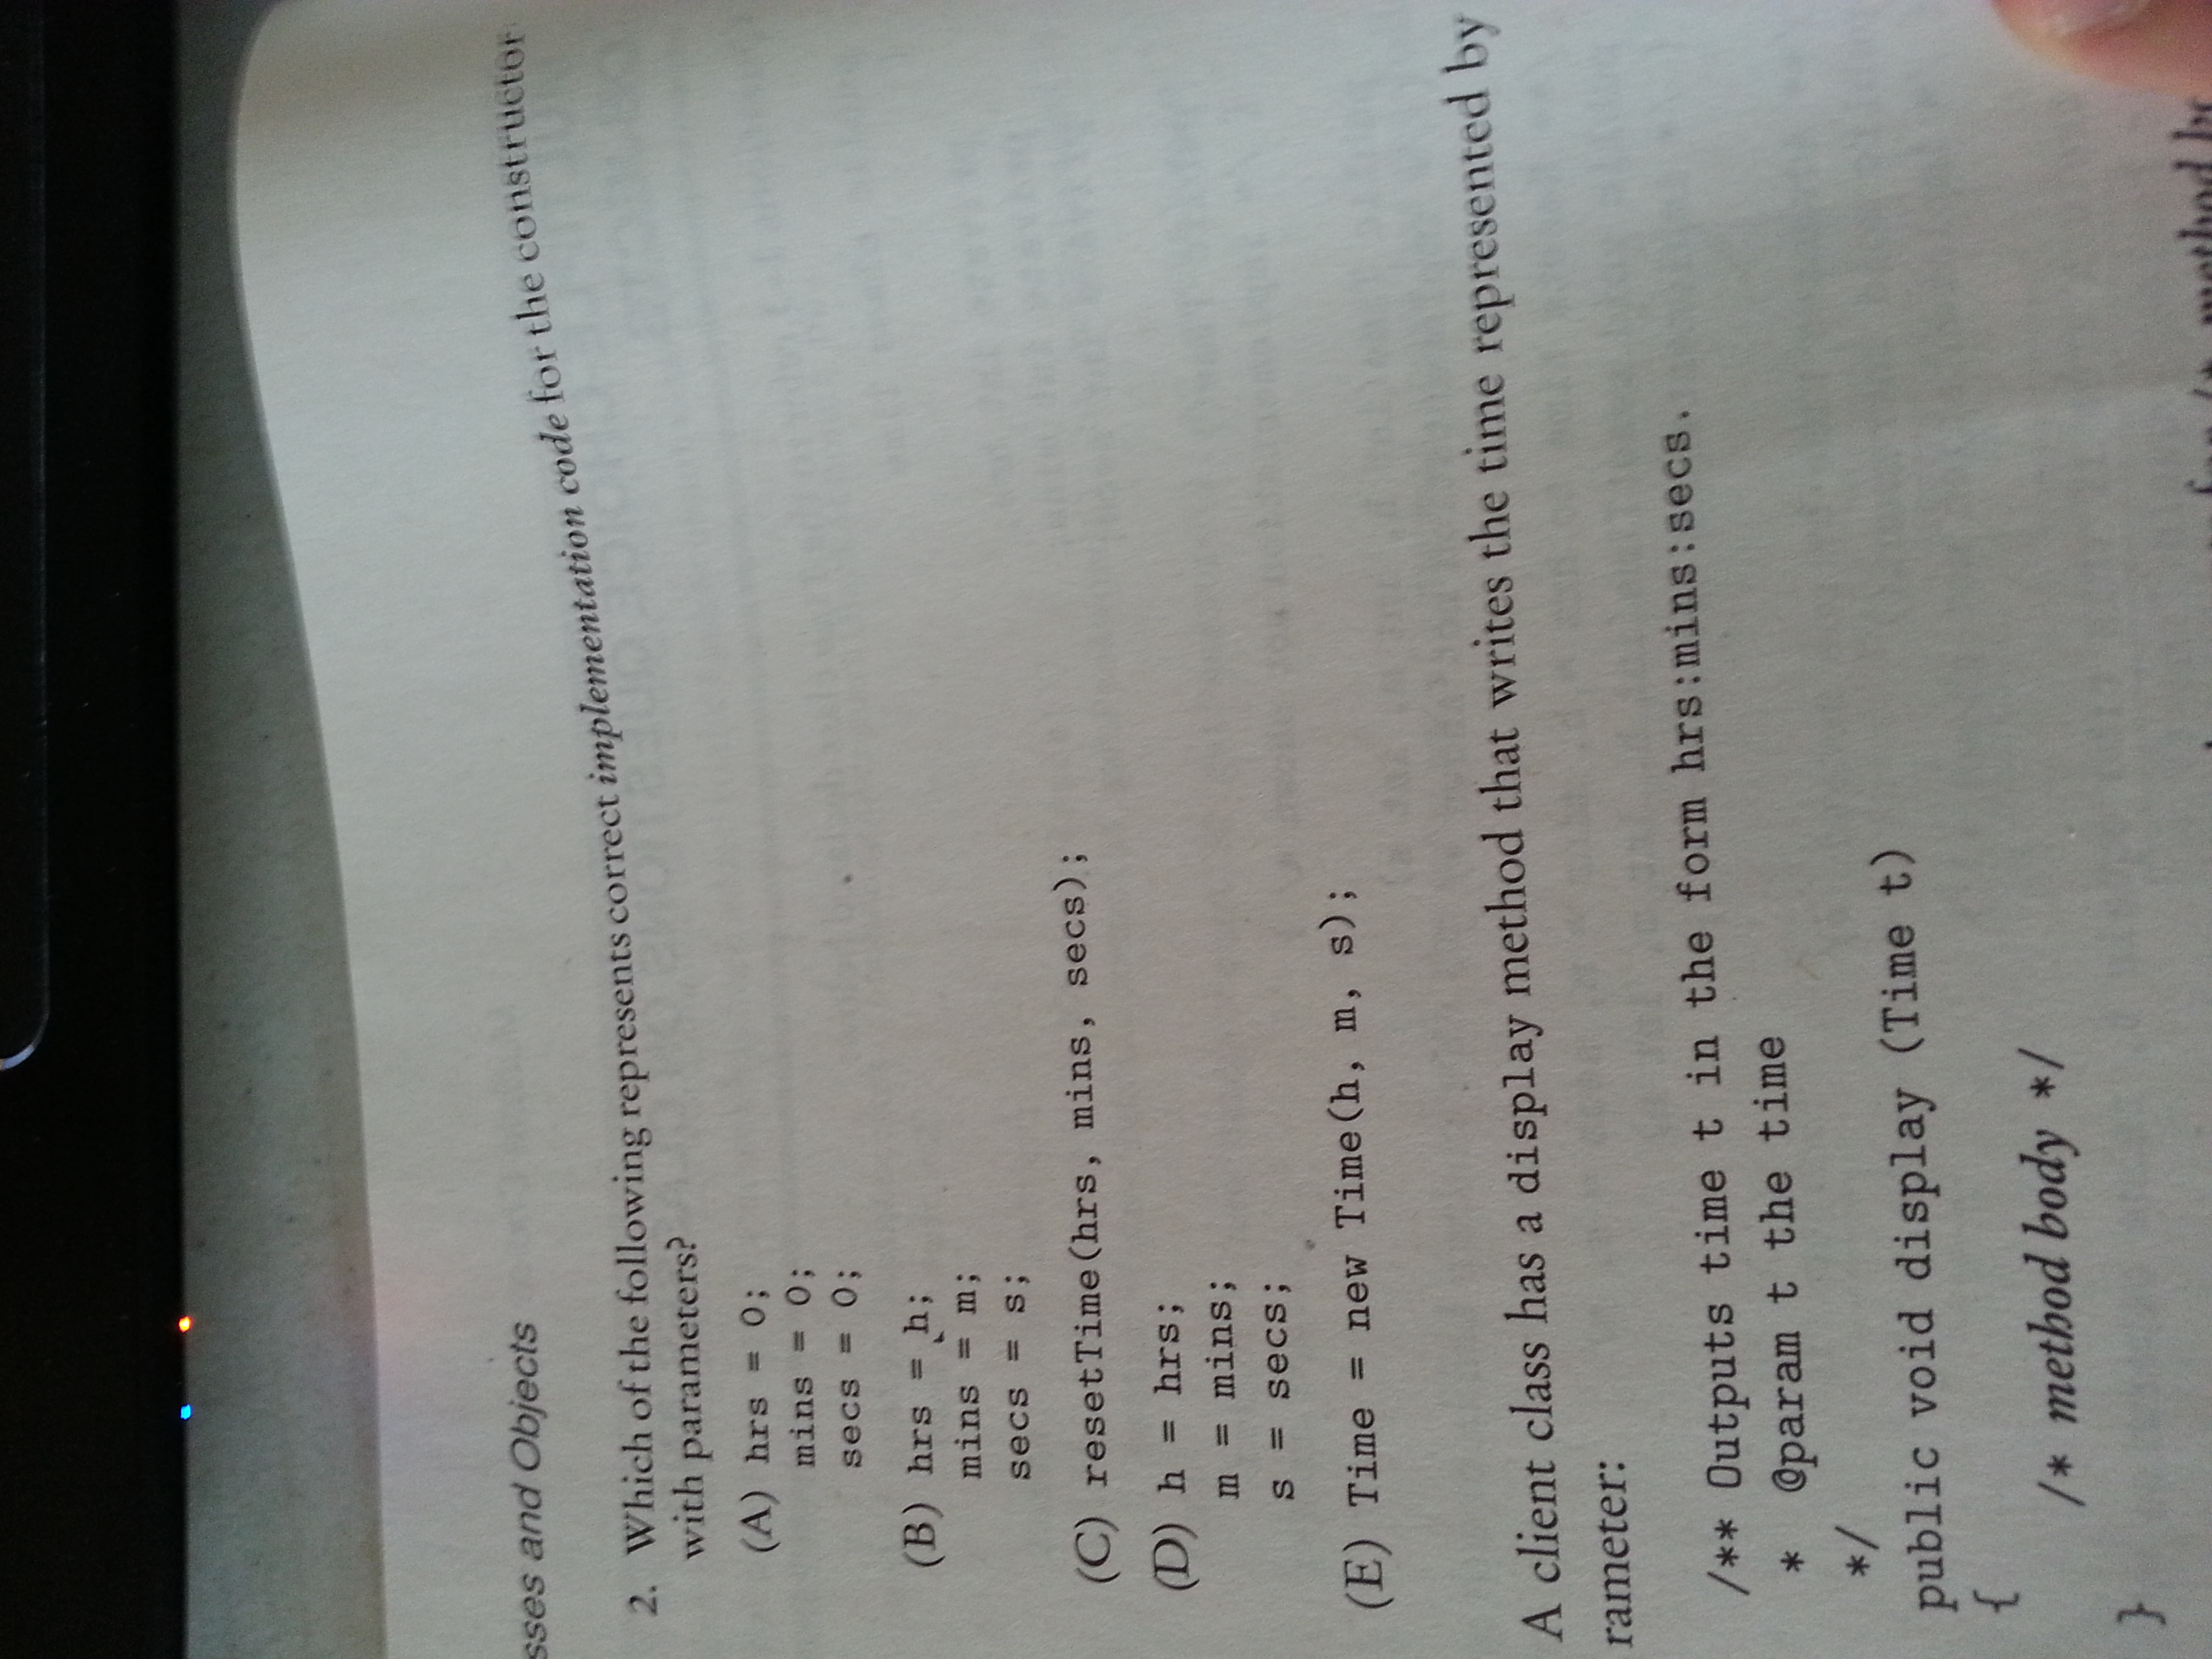 sses and Objects
2. Which of the following represents correct implementation code for the constructor
with parameters?
(A) hrs = 0;
mins = 0;
secs = 0;
(B) hrs = h;
mins = m;
secs = s;
(C) resetTime(hrs, mins, secs);
(D) h = hrs;
m = mins;
s = secs;
(E) Time = new Time(h, m, s);
A client class has a display method that writes the time represented by
rameter:
/** Outputs time t in the form hrs:mins:secs.
* @param t the time
*/
public void display (Time t)
{
/* method body */
}
for /* method